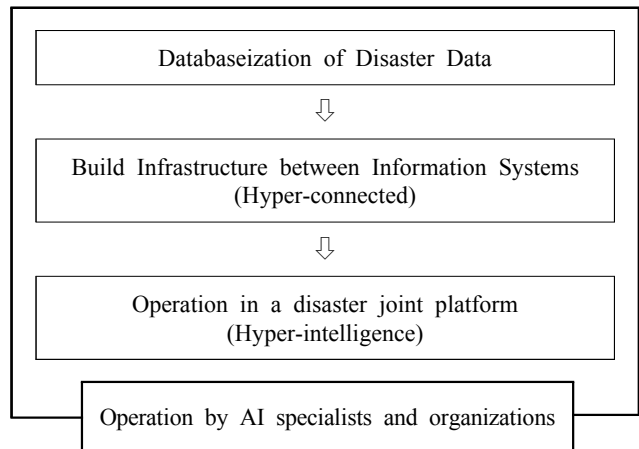 Databaseization of Disaster Data
Build Infrastructure between Information Systems
(Hyper-connected)
Operation in a disaster joint platform
(Hyper-intelligence)
Operation by AI specialists and organizations